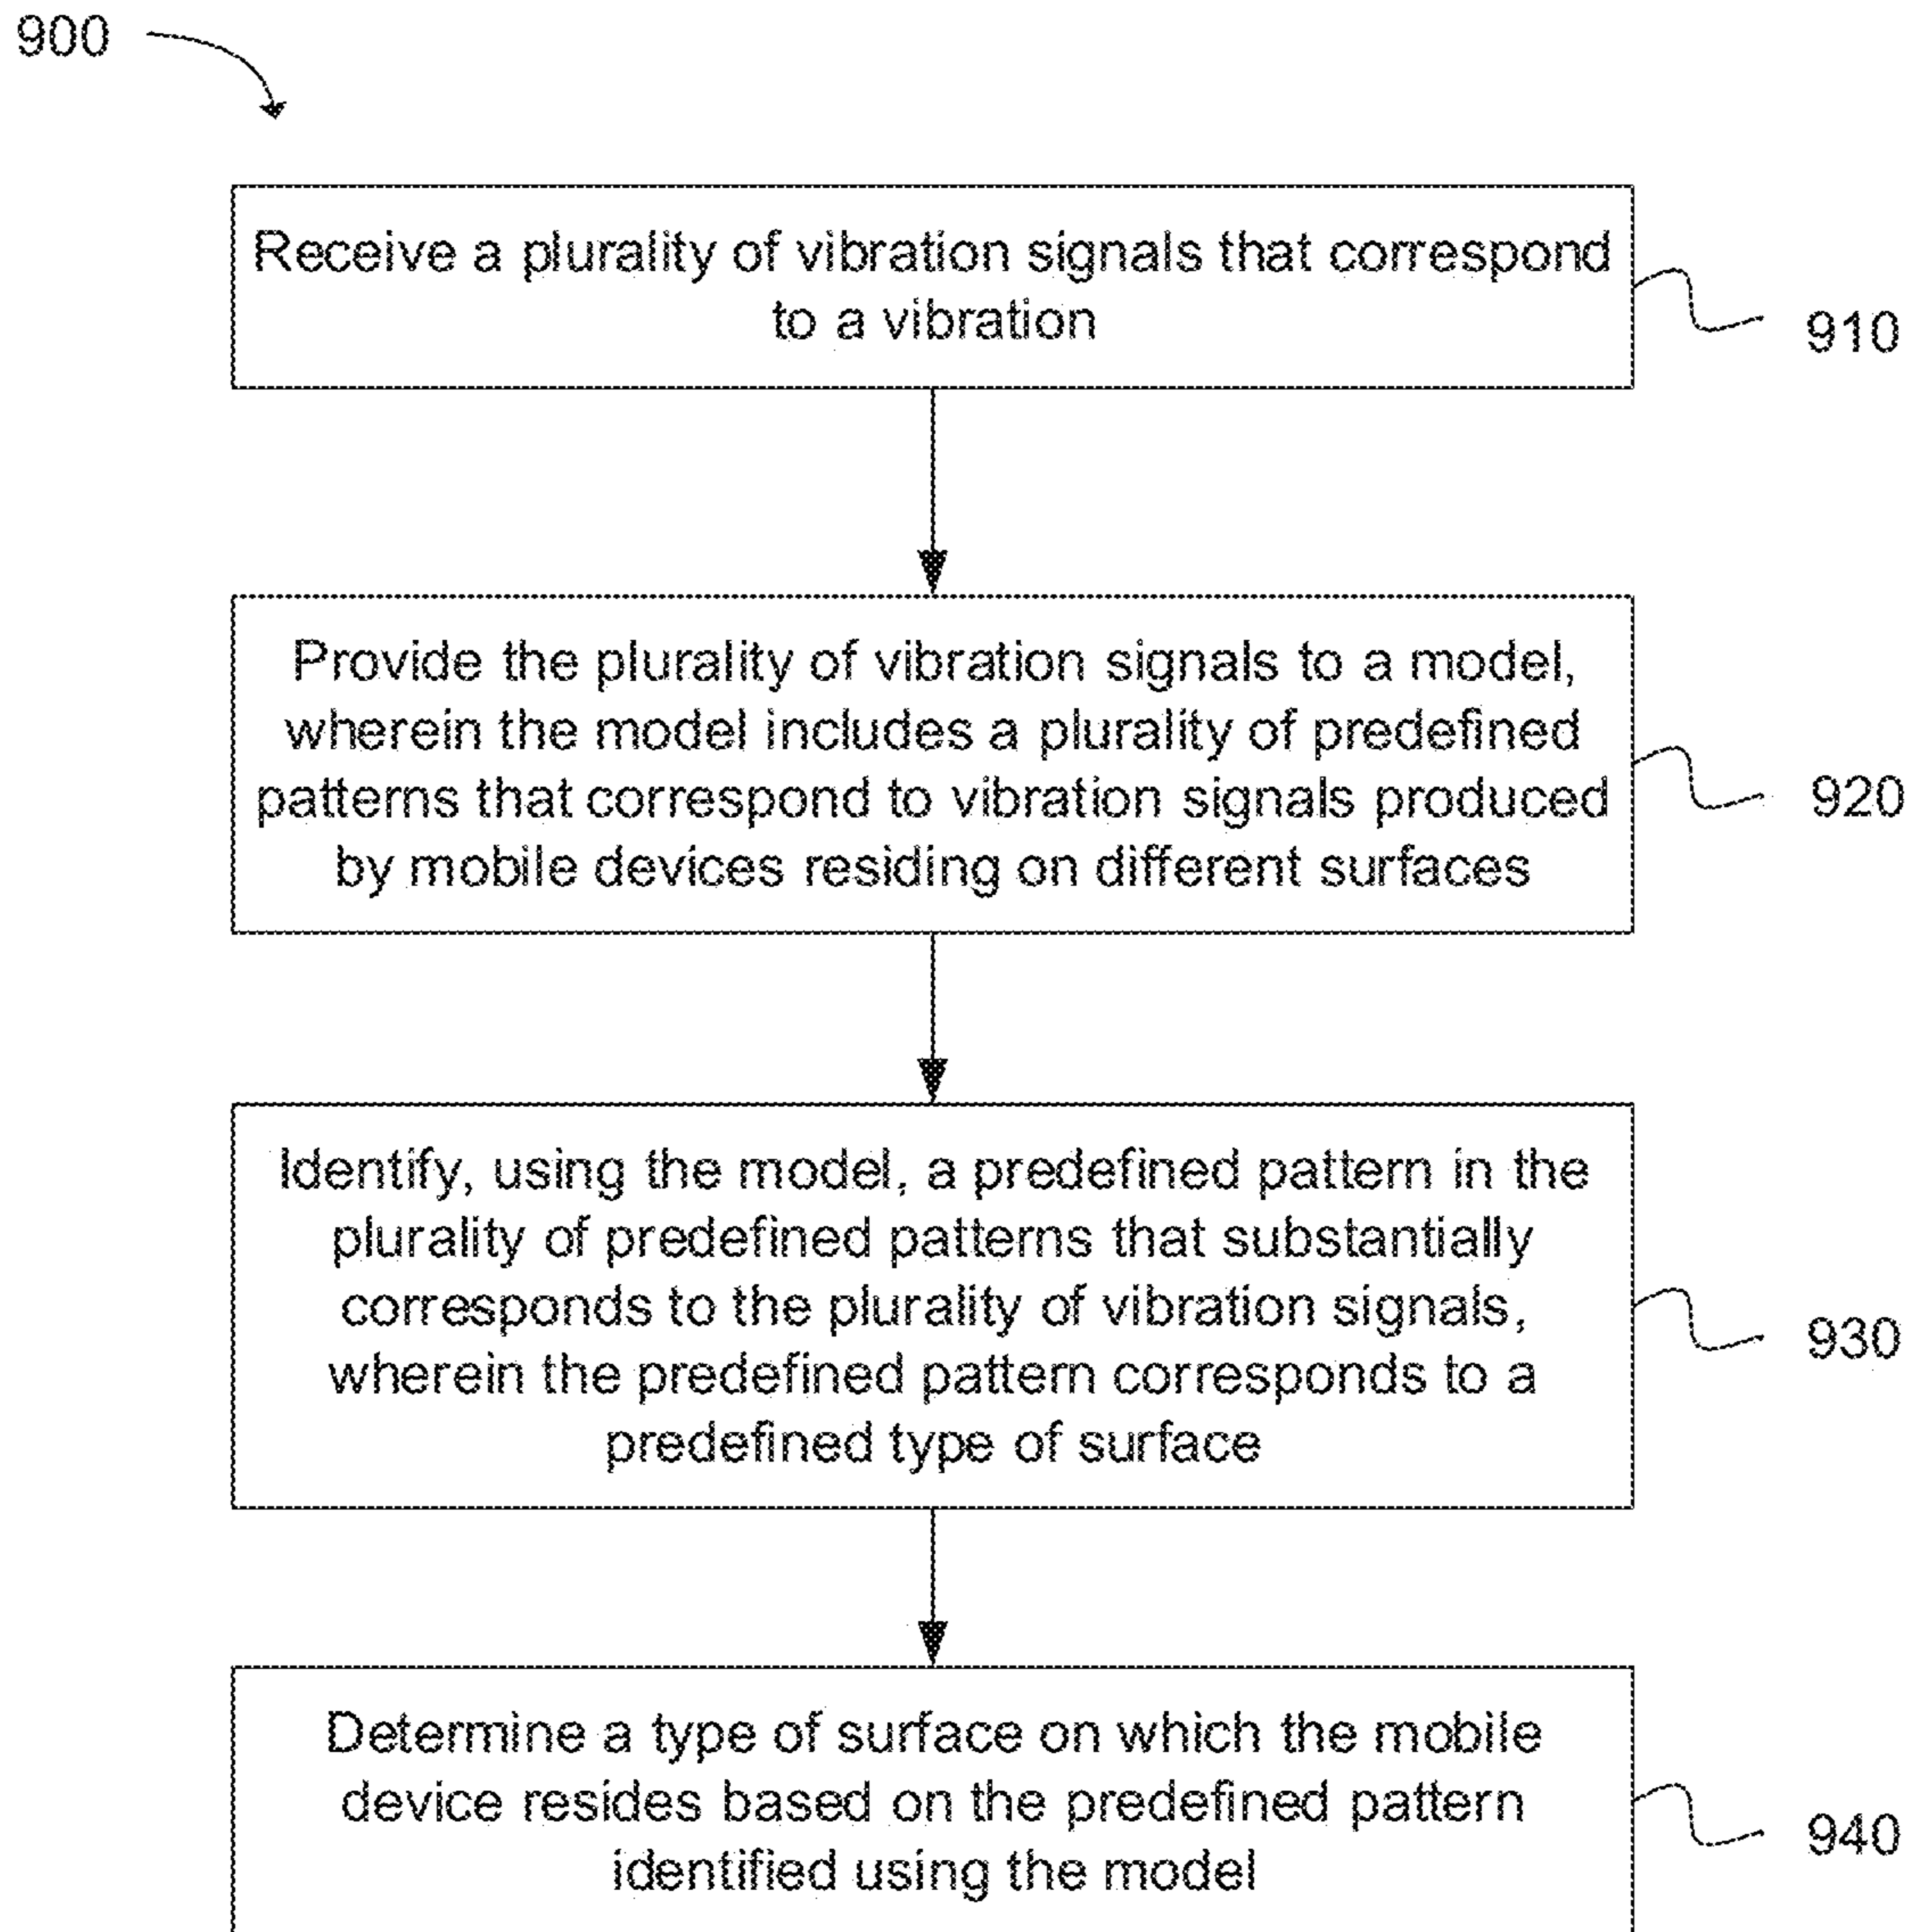 900
Receive a plurality of vibration signals that correspond
to a vibration
910
Provide the plurality of vibration signals to a model,
wherein the model includes a plurality of predefined
patterns that correspond to vibration signals produced
by mobile devices residing on different surfaces
920
Identify, using the model, a predefined pattern in the
plurality of predefined patterns that substantially
corresponds to the plurality of vibration signals,
wherein the predefined pattern corresponds to a
predefined type of surface
930
Determine a type of surface on which the mobile
device resides based on the predefined pattern
identified using the model
940